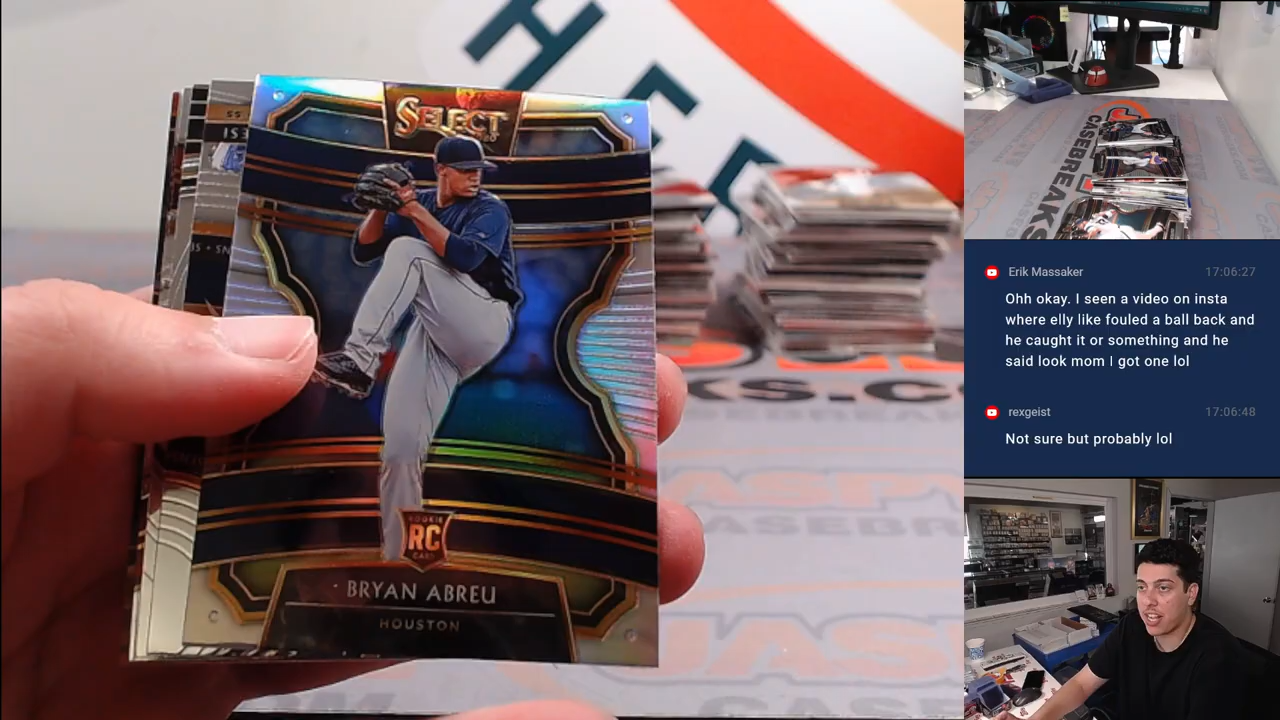 SELECT
ROOKIE
RC
CARD
BRYAN ABREU
HOUSTON
KS.C
CASEBREAKS
Erik Massaker 17:06:27
Ohh okay. I seen a video on insta
where elly like fouled a ball back and
he caught it or something and he
said look mom I got one lol
rexgeist 17:06:48
Not sure but probably lol